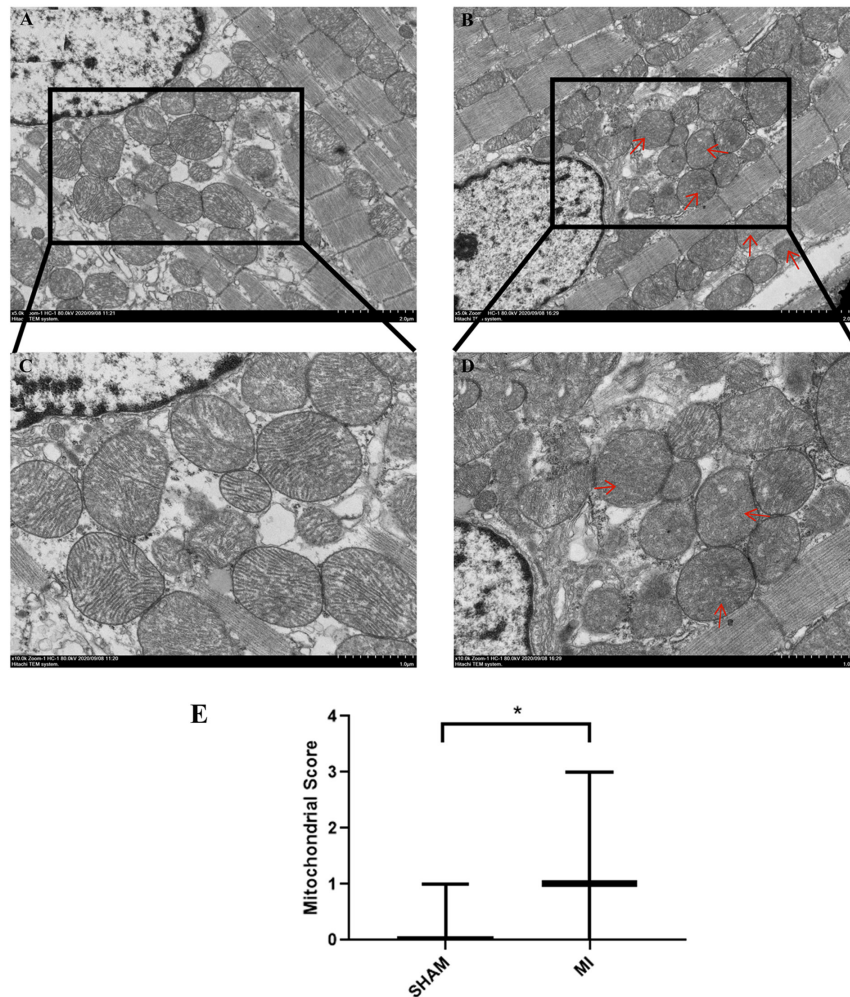 A
x5.0k Zoom-1 HC-1 80.0kV 2020/09/08 11:21
Hitachi TEM system.
2.0μm
B
x5.0k Zoom-1 HC-1 80.0kV 2020/09/08 16:29
Hitachi system.
C
x10.0k Zoom-1 HC-1 80.0kV 2020/09/08 11:20
Hitachi TEM system.
1.0μm
D
x10.0k Zoom-1 HC-1 80.0kV 2020/09/08 16:29
Hitachi TEM system.
E
*
4
3
2
1
0
Mitochondrial Score
SHAM
MI